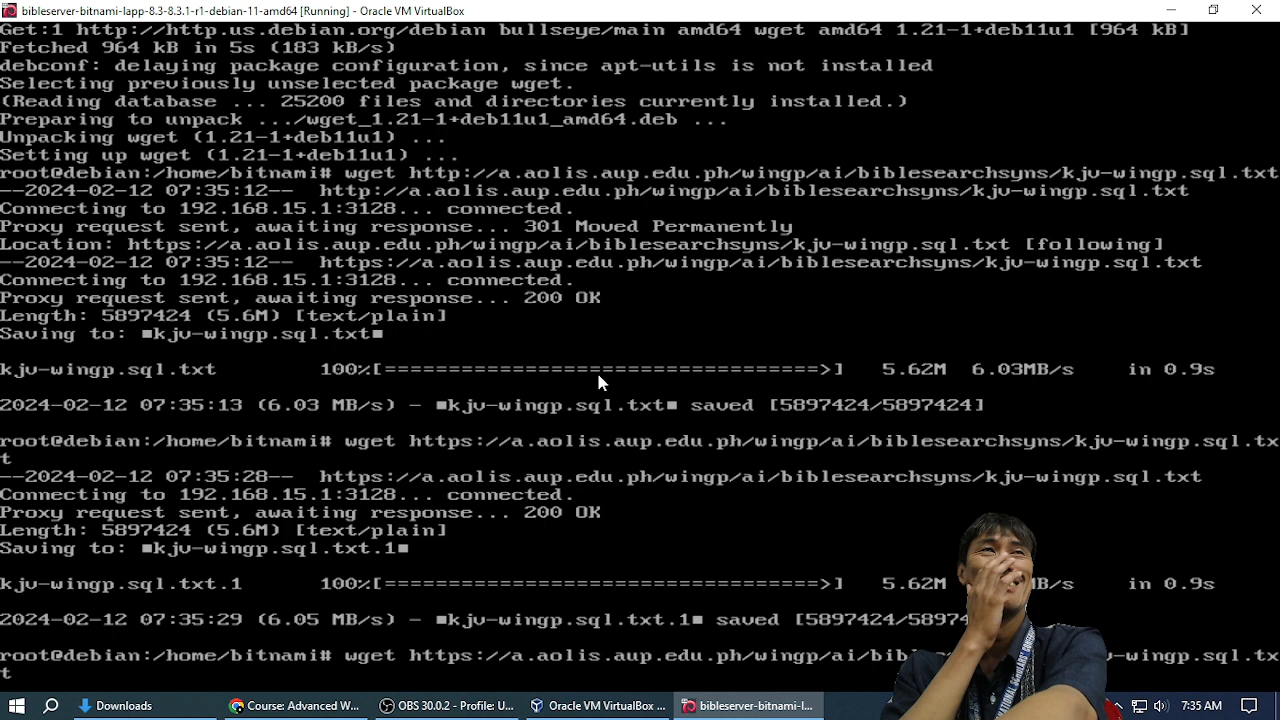 bibleserver-bitnami-lapp-8.3-8.3.1-r1-debian-11-amd64 [Running] - Oracle VM VirtualBox
Get:1 http://http.us.debian.org/debian bullseye/main amd64 wget amd64 1.21-1+deb11u1 [964 kB]
Fetched 964 kB in 5s (183 kB/s)
debconf: delaying package configuration, since apt-utils is not installed
Selecting previously unselected package wget.
(Reading database ... 25200 files and directories currently installed.)
Preparing to unpack .../wget_1.21-1+deb11u1_amd64.deb ...
Unpacking wget (1.21-1+deb11u1) ...
Setting up wget (1.21-1+deb11u1) ...
root@debian:/home/bitnami# wget http://a.aolis.aup.edu.ph/wingp/ai/biblesearchsyns/kjv-wingp.sql.txt
--2024-02-12 07:35:12--  http://a.aolis.aup.edu.ph/wingp/ai/biblesearchsyns/kjv-wingp.sql.txt
Connecting to 192.168.15.1:3128... connected.
Proxy request sent, awaiting response... 301 Moved Permanently
Location: https://a.aolis.aup.edu.ph/wingp/ai/biblesearchsyns/kjv-wingp.sql.txt [following]
--2024-02-12 07:35:12--  https://a.aolis.aup.edu.ph/wingp/ai/biblesearchsyns/kjv-wingp.sql.txt
Connecting to 192.168.15.1:3128... connected.
Proxy request sent, awaiting response... 200 OK
Length: 5897424 (5.6M) [text/plain]
Saving to: ■kjv-wingp.sql.txt■
kjv-wingp.sql.txt 100%[==================================>] 5.62M 6.03MB/s in 0.9s
2024-02-12 07:35:13 (6.03 MB/s) - ■kjv-wingp.sql.txt■ saved [5897424/5897424]
root@debian:/home/bitnami# wget https://a.aolis.aup.edu.ph/wingp/ai/biblesearchsyns/kjv-wingp.sql.tx
t
--2024-02-12 07:35:28--  https://a.aolis.aup.edu.ph/wingp/ai/biblesearchsyns/kjv-wingp.sql.txt
Connecting to 192.168.15.1:3128... connected.
Proxy request sent, awaiting response... 200 OK
Length: 5897424 (5.6M) [text/plain]
Saving to: ■kjv-wingp.sql.txt.1■
kjv-wingp.sql.txt.1 100%[==================================>] 5.62M MB/s in 0.9s
2024-02-12 07:35:29 (6.05 MB/s) - ■kjv-wingp.sql.txt.1■ saved [5897424/58974
root@debian:/home/bitnami# wget https://a.aolis.aup.edu.ph/wingp/ai/bib v-wingp.sql.tx
t
Downloads
Course: Advanced W...
OBS 30.0.2 - Profile: U...
Oracle VM VirtualBox ...
bibleserver-bitnami-l...
7:35 AM